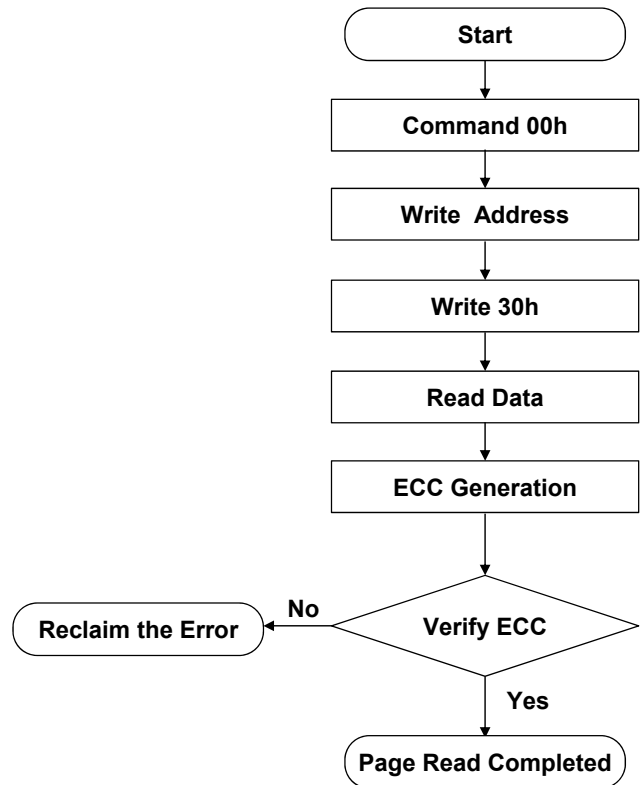 Start
Command 00h
Write Address
Write 30h
Read Data
ECC Generation
No
Reclaim the Error
Verify ECC
Yes
Page Read Completed